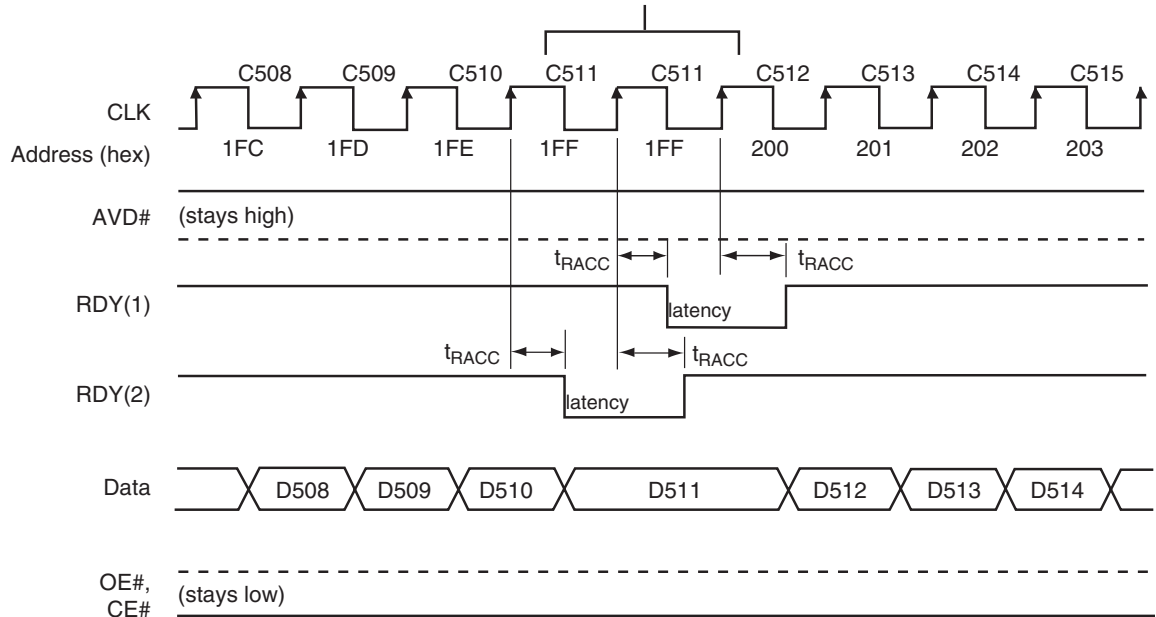 C508 C509 C510 C511 C511 C512 C513 C514 C515
CLK
Address (hex) 1FC 1FD 1FE 1FF 1FF 200 201 202 203
AVD# (stays high)
tRACC tRACC
RDY(1) latency
tRACC tRACC
RDY(2) latency
Data D508 D509 D510 D511 D512 D513 D514
OE#,
CE# (stays low)